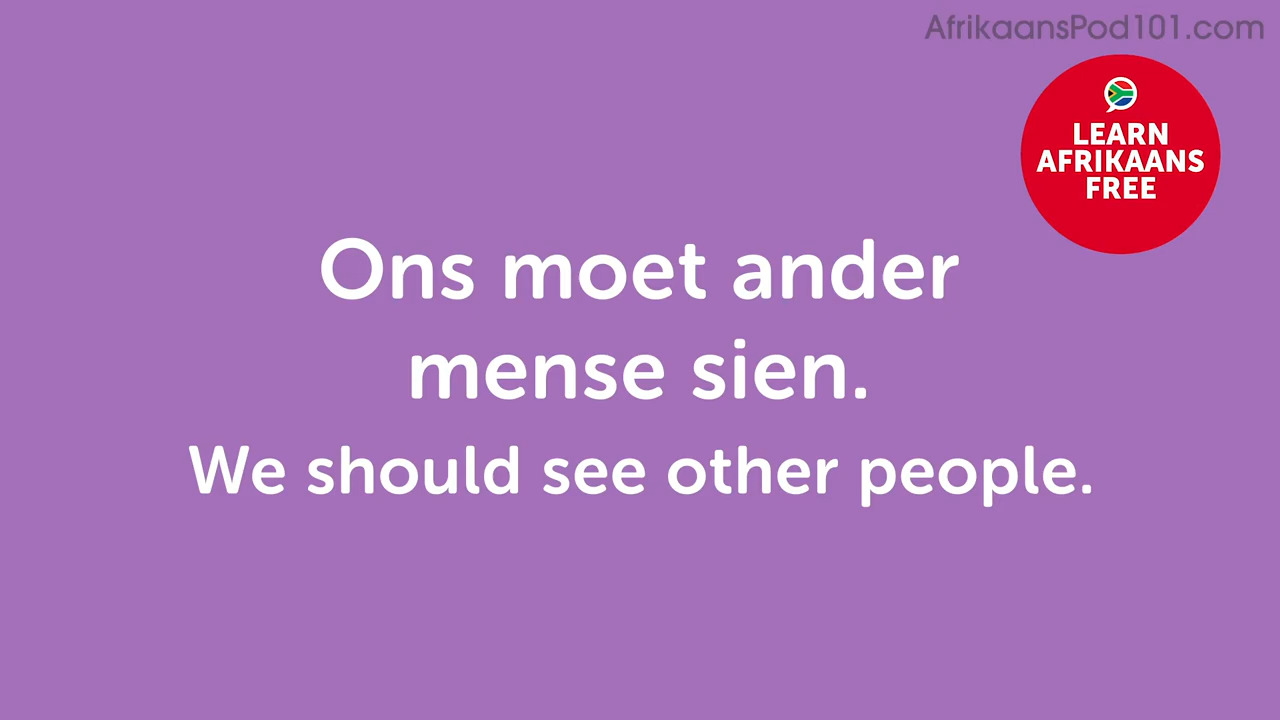 AfrikaansPod101.com
LEARN
AFRIKAANS
FREE
Ons moet ander
mense sien.
We should see other people.